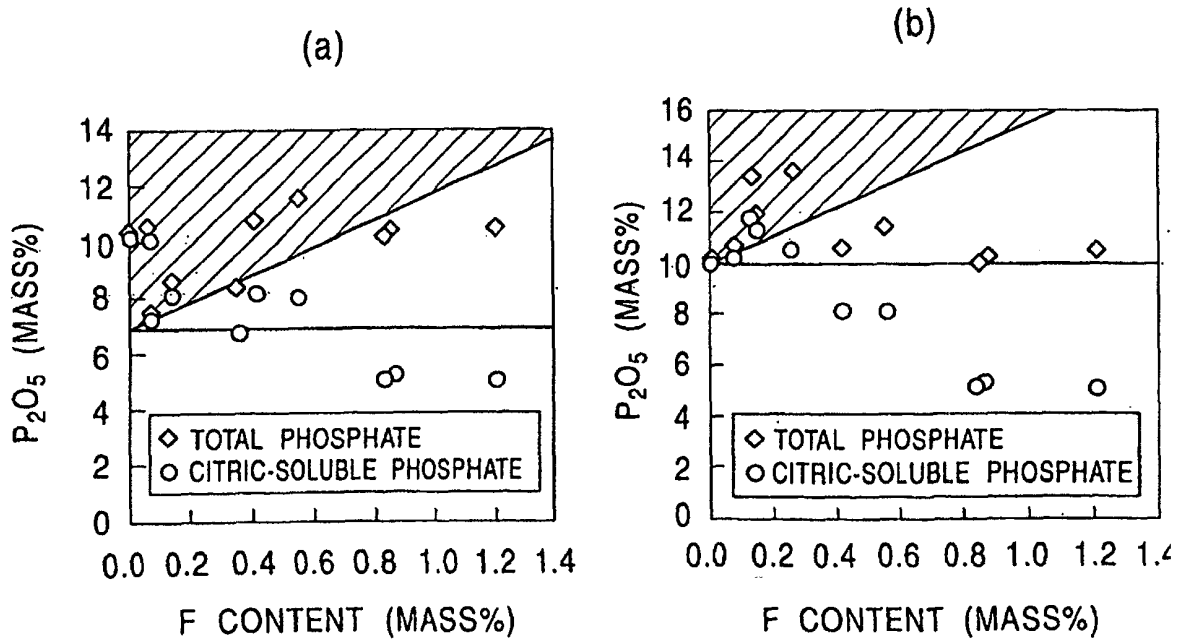 (a)
14
12
10
8
6
4
2
0
P2O5 (MASS%)
◇ TOTAL PHOSPHATE
○ CITRIC-SOLUBLE PHOSPHATE
0.0 0.2 0.4 0.6 0.8 1.0 1.2 1.4
F CONTENT (MASS%)
(b)
16
14
12
10
8
6
4
2
0
P2O5 (MASS%)
◇ TOTAL PHOSPHATE
○ CITRIC-SOLUBLE PHOSPHATE
0.0 0.2 0.4 0.6 0.8 1.0 1.2 1.4
F CONTENT (MASS%)